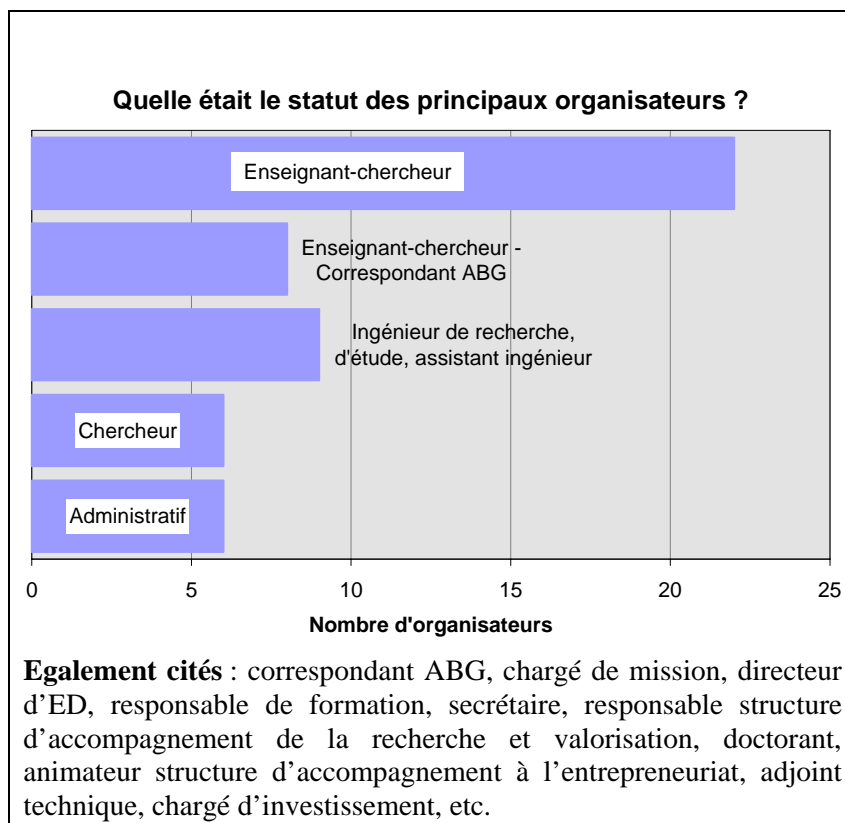 Quelle était le statut des principaux organisateurs ?
Enseignant-chercheur
Enseignant-chercheur -
Correspondant ABG
Ingénieur de recherche,
d'étude, assistant ingénieur
Chercheur
Administratif
0 5 10 15 20 25
Nombre d'organisateurs
Egalement cités : correspondant ABG, chargé de mission, directeur
d’ED, responsable de formation, secrétaire, responsable structure
d’accompagnement de la recherche et valorisation, doctorant,
animateur structure d’accompagnement à l’entrepreneuriat, adjoint
technique, chargé d’investissement, etc.